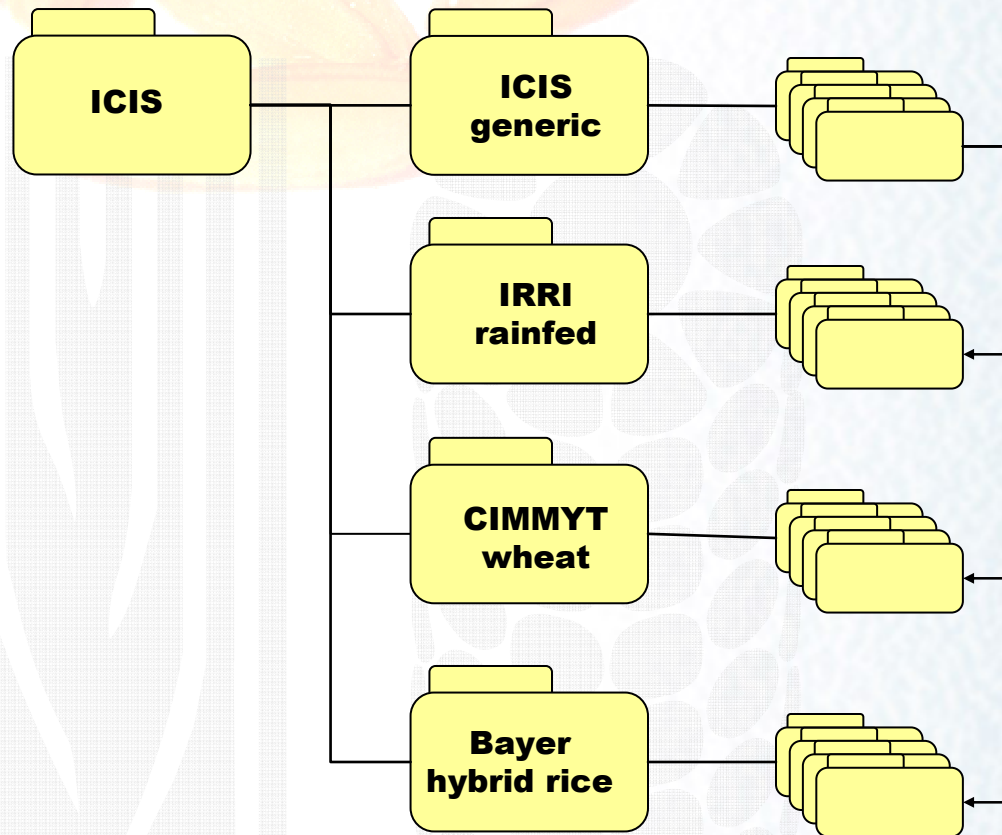 ICIS
ICIS
generic
IRRI
rainfed
CIMMYT
wheat
Bayer
hybrid rice